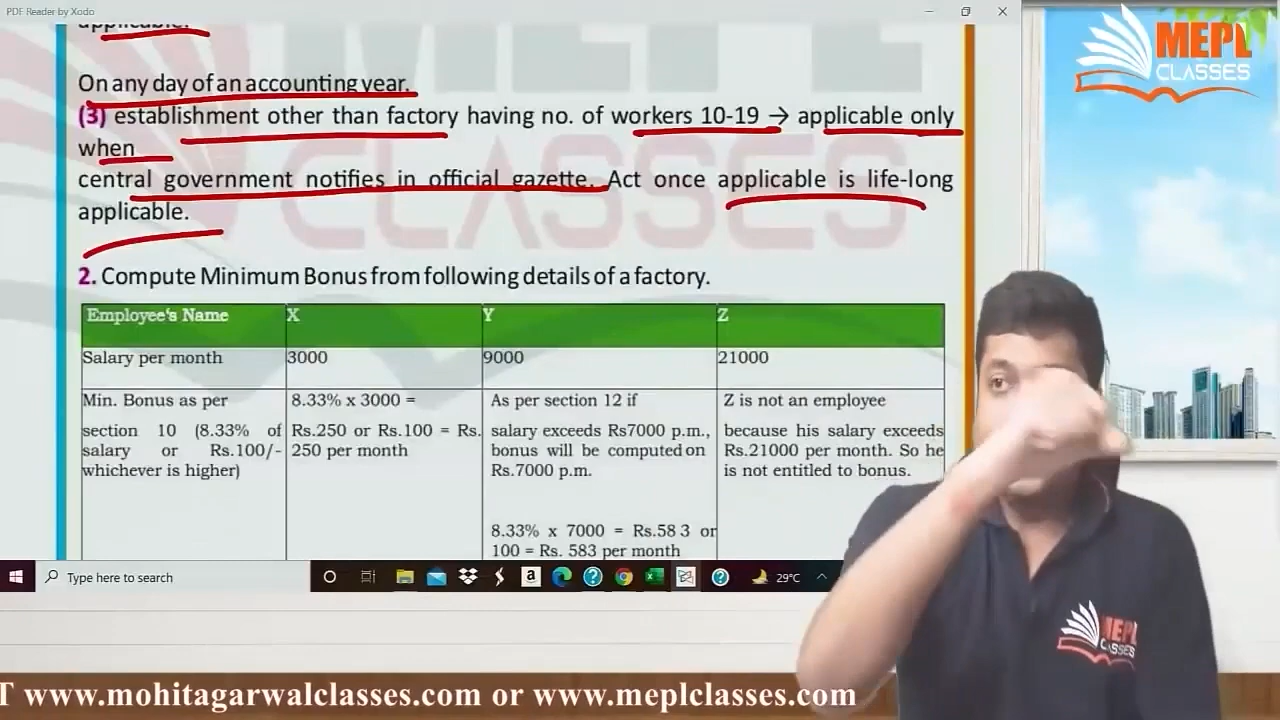 PDF Reader by Xodo
applicable.
MEPL
CLASSES
On any day of an accounting year.
(3) establishment other than factory having no. of workers 10-19 → applicable only
when
central government notifies in official gazette. Act once applicable is life-long
applicable.
CLASSES
2. Compute Minimum Bonus from following details of a factory.
Employee's Name X Y Z
Salary per month 3000 9000 21000
Min. Bonus as per
section 10 (8.33% of
salary or Rs.100/-
whichever is higher)
8.33% x 3000 =
Rs.250 or Rs.100 = Rs.
250 per month
As per section 12 if
salary exceeds Rs7000 p.m.,
bonus will be computed on
Rs.7000 p.m.
8.33% x 7000 = Rs.58 3 or
100 = Rs. 583 per month
Z is not an employee
because his salary exceeds
Rs.21000 per month. So he
is not entitled to bonus.
Type here to search
a
29°C
MEPL
CLASSES
T www.mohitagarwalclasses.com or www.meplclasses.com